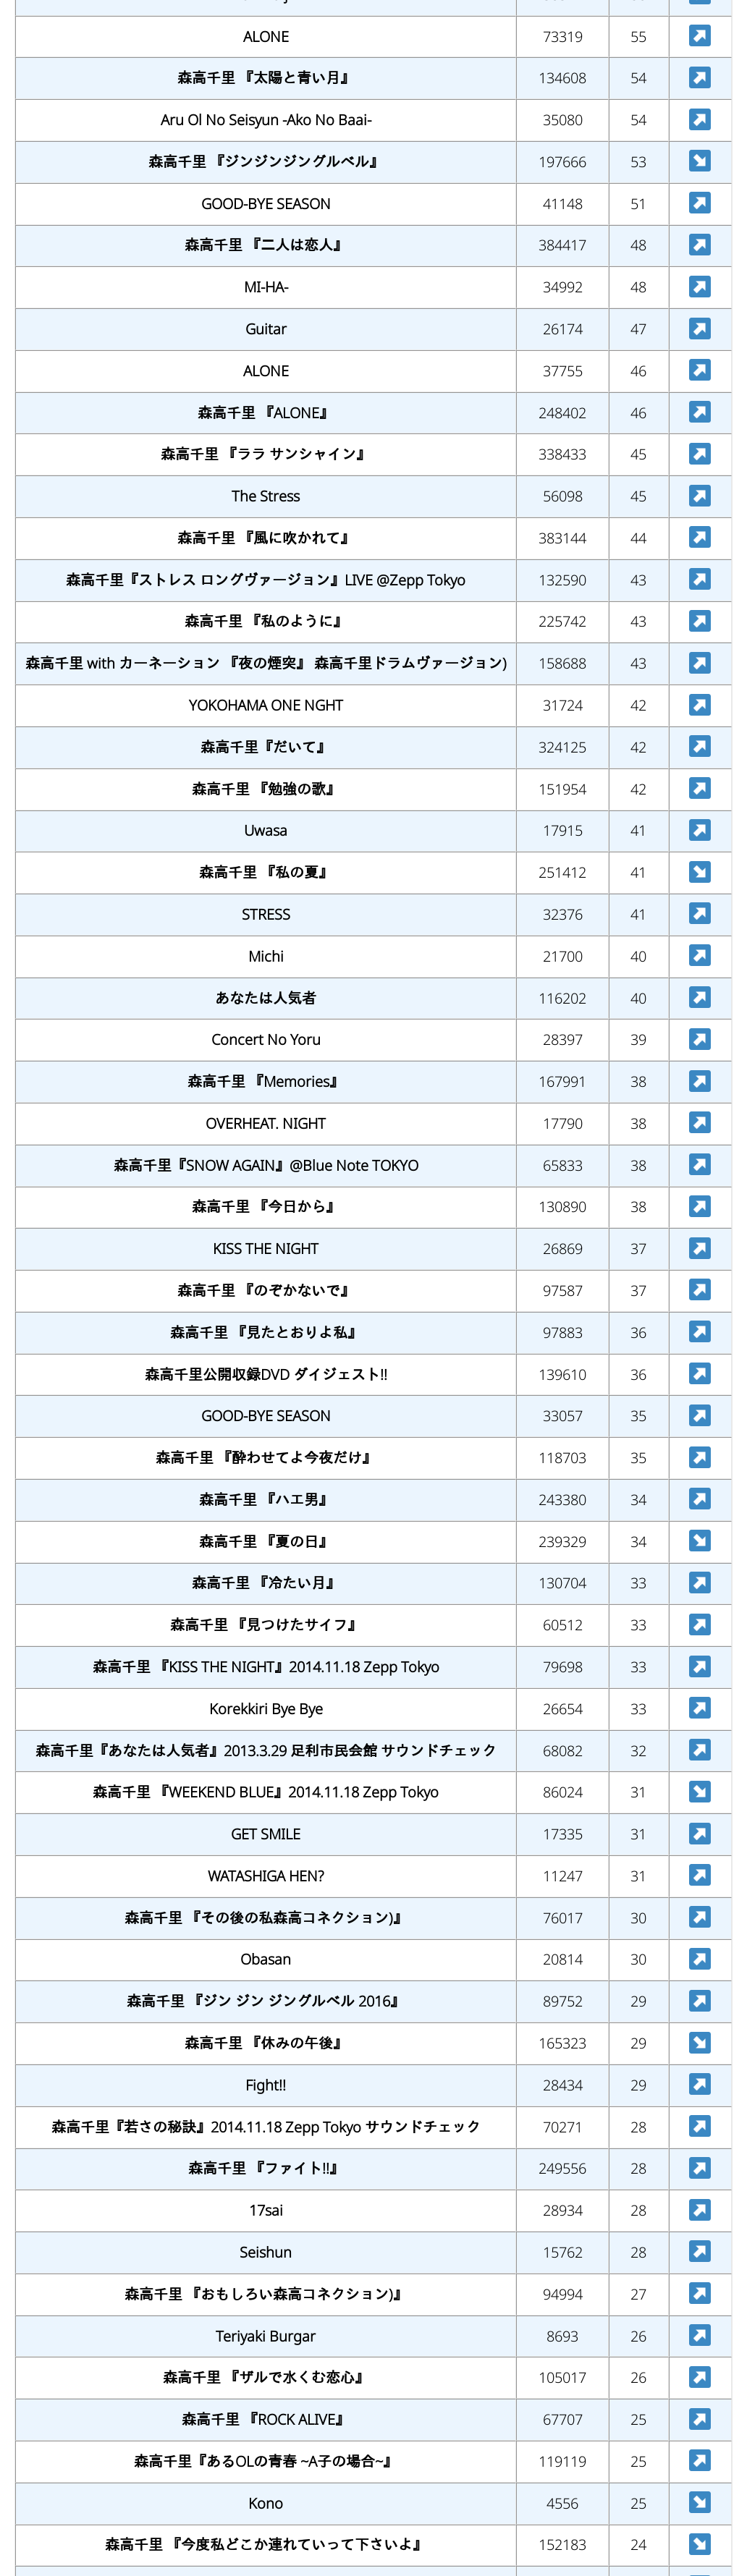 ALONE 73319 55
森高千里 『太陽と青い月』 134608 54
Aru Ol No Seisyun -Ako No Baai- 35080 54
森高千里 『ジンジンジングルベル』 197666 53
GOOD-BYE SEASON 41148 51
森高千里 『二人は恋人』 384417 48
MI-HA- 34992 48
Guitar 26174 47
ALONE 37755 46
森高千里 『ALONE』 248402 46
森高千里 『ララ サンシャイン』 338433 45
The Stress 56098 45
森高千里 『風に吹かれて』 383144 44
森高千里『ストレス ロングヴァージョン』LIVE @Zepp Tokyo 132590 43
森高千里 『私のように』 225742 43
森高千里 with カーネーション 『夜の煙突』 森高千里ドラムヴァージョン) 158688 43
YOKOHAMA ONE NGHT 31724 42
森高千里『だいて』 324125 42
森高千里 『勉強の歌』 151954 42
Uwasa 17915 41
森高千里 『私の夏』 251412 41
STRESS 32376 41
Michi 21700 40
あなたは人気者 116202 40
Concert No Yoru 28397 39
森高千里 『Memories』 167991 38
OVERHEAT. NIGHT 17790 38
森高千里『SNOW AGAIN』@Blue Note TOKYO 65833 38
森高千里 『今日から』 130890 38
KISS THE NIGHT 26869 37
森高千里 『のぞかないで』 97587 37
森高千里 『見たとおりよ私』 97883 36
森高千里公開収録DVD ダイジェスト!! 139610 36
GOOD-BYE SEASON 33057 35
森高千里 『酔わせてよ今夜だけ』 118703 35
森高千里 『ハエ男』 243380 34
森高千里 『夏の日』 239329 34
森高千里 『冷たい月』 130704 33
森高千里 『見つけたサイフ』 60512 33
森高千里 『KISS THE NIGHT』2014.11.18 Zepp Tokyo 79698 33
Korekkiri Bye Bye 26654 33
森高千里『あなたは人気者』2013.3.29 足利市民会館 サウンドチェック 68082 32
森高千里 『WEEKEND BLUE』2014.11.18 Zepp Tokyo 86024 31
GET SMILE 17335 31
WATASHIGA HEN? 11247 31
森高千里 『その後の私森高コネクション)』 76017 30
Obasan 20814 30
森高千里 『ジン ジン ジングルベル 2016』 89752 29
森高千里 『休みの午後』 165323 29
Fight!! 28434 29
森高千里『若さの秘訣』2014.11.18 Zepp Tokyo サウンドチェック 70271 28
森高千里 『ファイト!!』 249556 28
17sai 28934 28
Seishun 15762 28
森高千里 『おもしろい森高コネクション)』 94994 27
Teriyaki Burgar 8693 26
森高千里 『ザルで水くむ恋心』 105017 26
森高千里 『ROCK ALIVE』 67707 25
森高千里『あるOLの青春 ~A子の場合~』 119119 25
Kono 4556 25
森高千里 『今度私どこか連れていって下さいよ』 152183 24